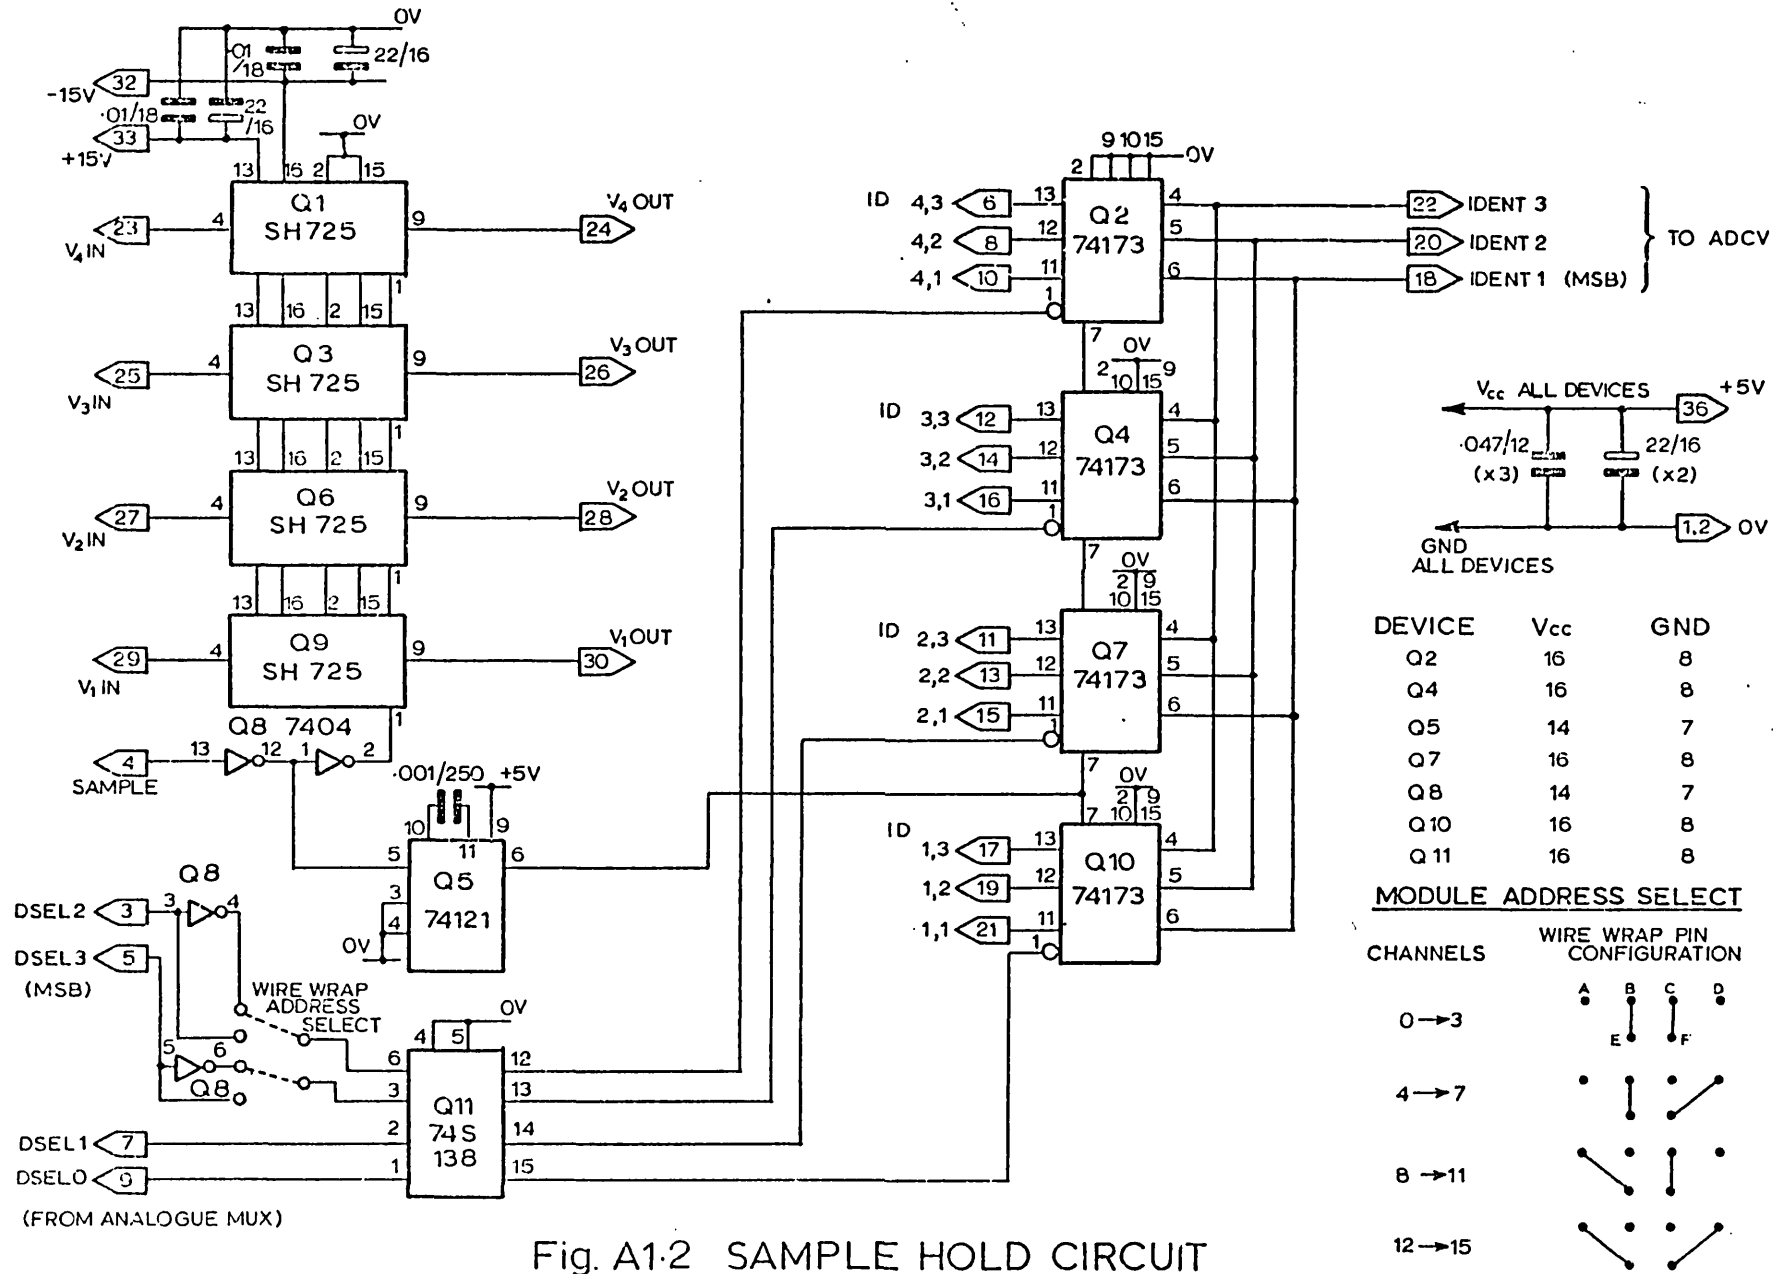 0V
.01
/18
22/16
-15V
32
.01/18
22
/16
33
+15V
0V
13 16 2 15
Q1
SH725
4
23
V4 IN
9
V4 OUT
24
1
13 16 2 15
Q3
SH 725
4
25
V3 IN
9
V3 OUT
26
1
13 16 2 15
Q6
SH 725
4
27
V2 IN
9
V2 OUT
28
1
13 16 2 15
Q9
SH 725
4
29
V1 IN
9
V1 OUT
30
1
Q8 7404
4
SAMPLE
13 12 1 2
.001/250
+5V
10 11 9
5
6
Q5
74121
3
4
0V
DSEL2
3
3
Q8
4
DSEL3
(MSB)
5
5
6
Q8
WIRE WRAP
ADDRESS
SELECT
0V
4 5
6
3
2
1
Q11
74S
138
12
13
14
15
DSEL1
7
DSEL0
9
(FROM ANALOGUE MUX)
2 9 10 15
0V
ID 4,3
6
13
4,2
8
12
4,1
10
11
1
Q2
74173
4
5
6
7
22
IDENT 3
20
IDENT 2
18
IDENT 1 (MSB)
TO ADCV
0V
2 9
10 15
ID 3,3
12
13
3,2
14
12
3,1
16
11
1
Q4
74173
4
5
6
7
0V
2 9
10 15
ID 2,3
11
13
2,2
13
12
2,1
15
11
1
Q7
74173
4
5
6
7
0V
2 9
10 15
7
ID 1,3
17
13
1,2
19
12
1,1
21
11
1
Q10
74173
4
5
6
Vcc ALL DEVICES
36
+5V
.047/12
(x3)
22/16
(x2)
1,2
0V
GND
ALL DEVICES
DEVICE Vcc GND
Q2 16 8
Q4 16 8
Q5 14 7
Q7 16 8
Q8 14 7
Q10 16 8
Q11 16 8
MODULE ADDRESS SELECT
CHANNELS
WIRE WRAP PIN
CONFIGURATION
A B C D
0→3
E F
4→7
8→11
12→15
Fig. A1·2 SAMPLE HOLD CIRCUIT